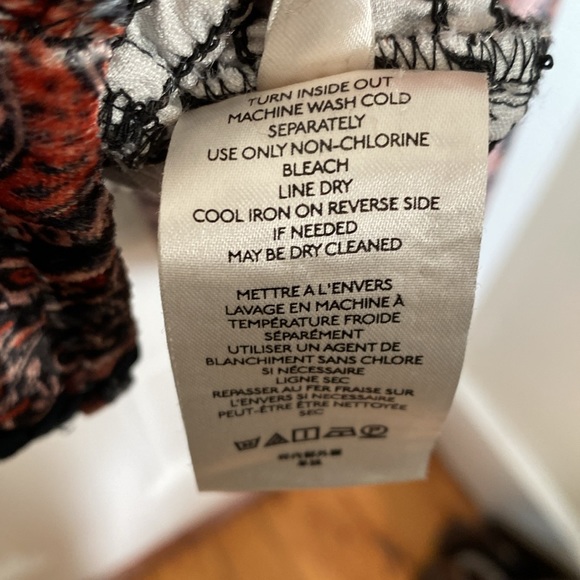 TURN INSIDE OUT
MACHINE WASH COLD
SEPARATELY
USE ONLY NON-CHLORINE
BLEACH
LINE DRY
COOL IRON ON REVERSE SIDE
IF NEEDED
MAY BE DRY CLEANED
METTRE A L'ENVERS
LAVAGE EN MACHINE À
TEMPÉRATURE FROIDE
SÉPARÉMENT
UTILISER UN AGENT DE
BLANCHIMENT SANS CHLORE
SI NÉCESSAIRE
LIGNE SEC
REPASSER AU FER FRAISE SUR
L'ENVERS SI NECESSAIRE
PEUT-ÊTRE ÊTRE NETTOYÉE
SEC